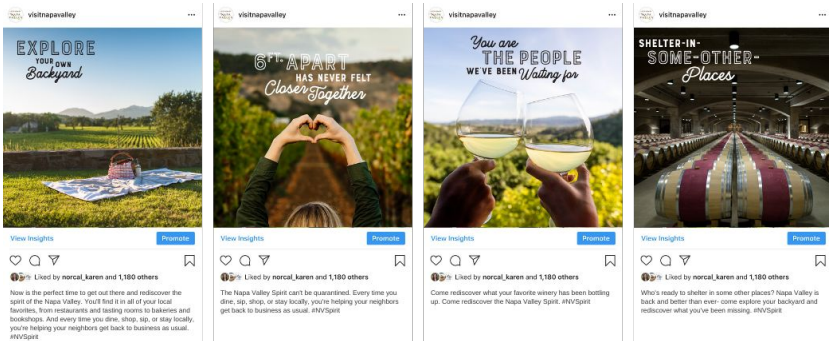 visitnapavalley
EXPLORE
YOUR OWN
Backyard
View Insights
Promote
Liked by norcal_karen and 1,180 others
Now is the perfect time to get out there and rediscover the
spirit of the Napa Valley. You'll find it in all of your local
favorites, from restaurants and tasting rooms to bakeries and
bookshops. And every time you dine, shop, sip, or stay locally,
you're helping your neighbors get back to business as usual.
#NVSpirit
visitnapavalley
6FT. APART
HAS NEVER FELT
Closer Together
View Insights
Promote
Liked by norcal_karen and 1,180 others
The Napa Valley Spirit can't be quarantined. Every time you
dine, sip, shop, or stay locally, you're helping your neighbors
get back to business as usual. #NVSpirit
visitnapavalley
You are
THE PEOPLE
WE'VE BEEN Waiting for
View Insights
Promote
Liked by norcal_karen and 1,180 others
Come rediscover what your favorite winery has been bottling
up. Come rediscover the Napa Valley Spirit. #NVSpirit
visitnapavalley
SHELTER-IN-
SOME-OTHER-
Places
View Insights
Promote
Liked by norcal_karen and 1,180 others
Who's ready to shelter in some other places? Napa Valley is
back and better than ever- come explore your backyard and
rediscover what you've been missing. #NVSpirit